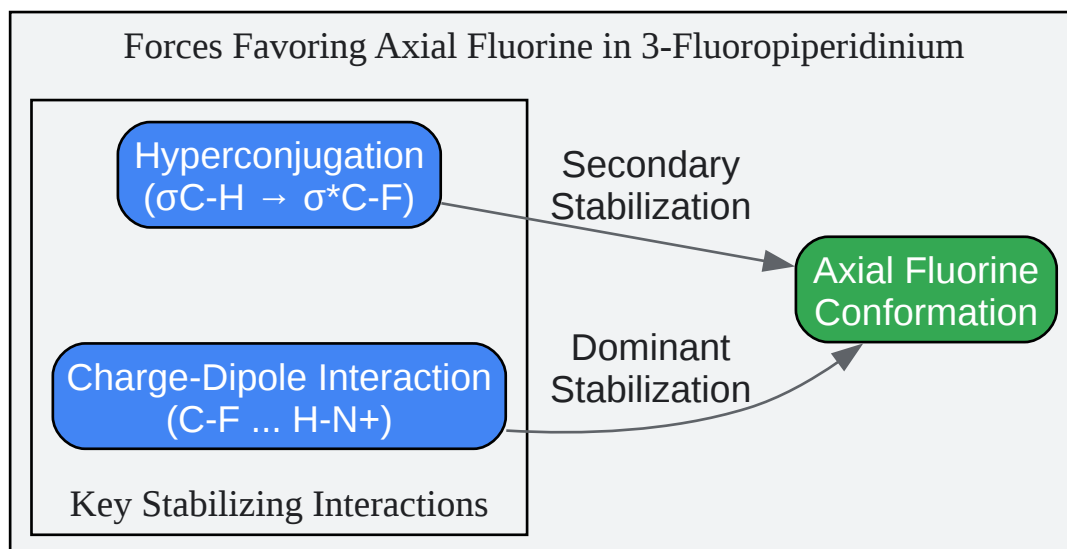 Forces Favoring Axial Fluorine in 3-Fluoropiperidinium
Hyperconjugation
(σC-H → σ*C-F)
Secondary
Stabilization
Axial Fluorine
Conformation
Charge-Dipole Interaction
(C-F ... H-N+)
Dominant
Stabilization
Key Stabilizing Interactions